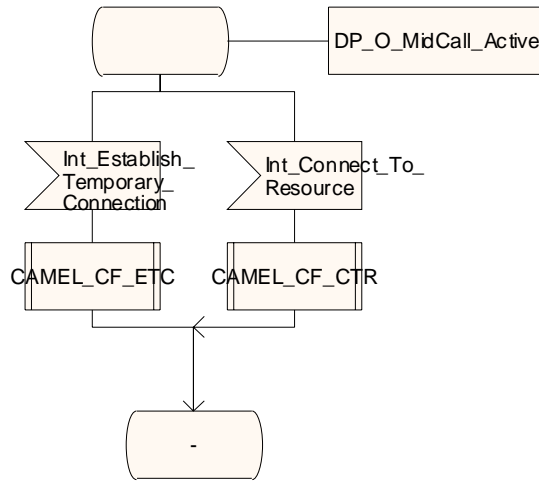 DP_O_MidCall_Active
Int_Establish_
Temporary_
Connection
Int_Connect_To_
Resource
CAMEL_CF_ETC
CAMEL_CF_CTR
-